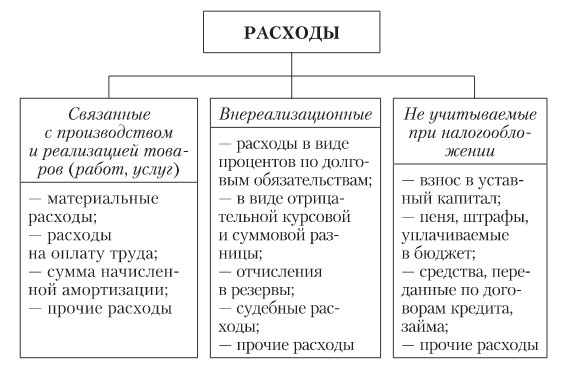 РАСХОДЫ
Связанные
с производством
и реализацией това-
ров (работ, услуг)
— материальные
расходы;
— расходы
на оплату труда;
— сумма начислен-
ной амортизации;
— прочие расходы
Внереализационные
— расходы в виде
процентов по долго-
вым обязательствам;
— в виде отрица-
тельной курсовой
и суммовой раз-
ницы;
— отчисления
в резервы;
— судебные рас-
ходы;
— прочие расходы
Не учитываемые
при налогообло-
жении
— взнос в устав-
ный капитал;
— пеня, штрафы,
уплачиваемые
в бюджет;
— средства, пере-
данные по дого-
ворам кредита,
займа;
— прочие расходы